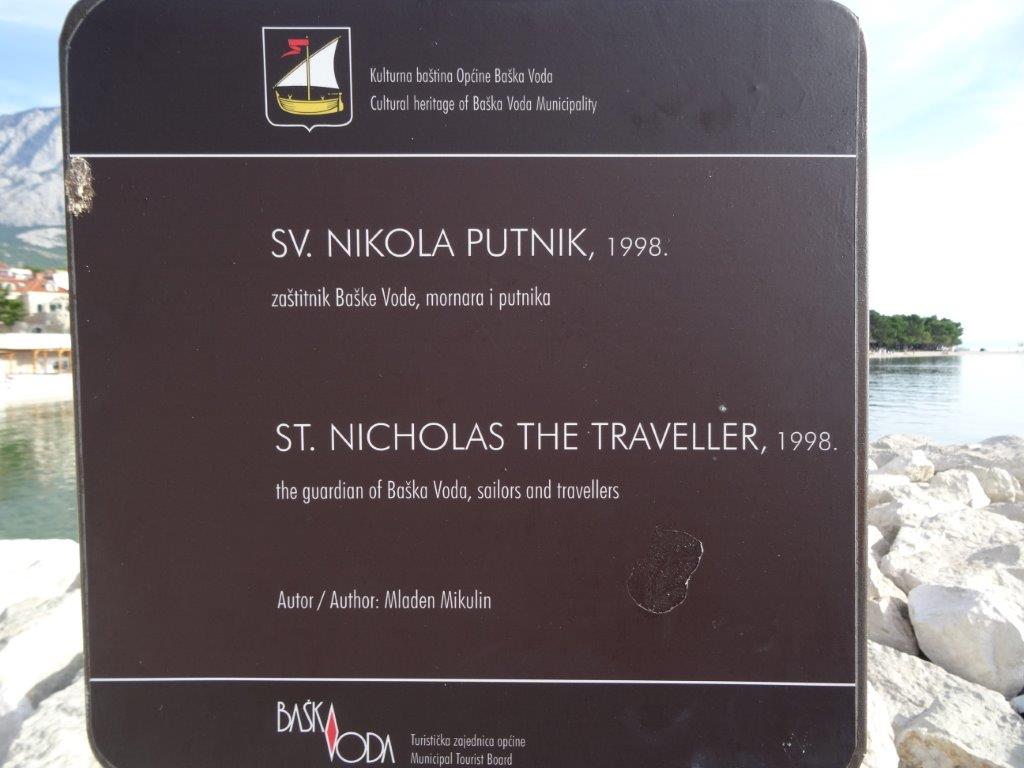 Kulturna baština Općine Baška Voda
Cultural heritage of Baška Voda Municipality
SV. NIKOLA PUTNIK, 1998.
zaštitnik Baške Vode, mornara i putnika
ST. NICHOLAS THE TRAVELLER, 1998.
the guardian of Baška Voda, sailors and travellers
Autor / Author: Mladen Mikulin
BAŠKA VODA
Turistička zajednica općine
Municipal Tourist Board